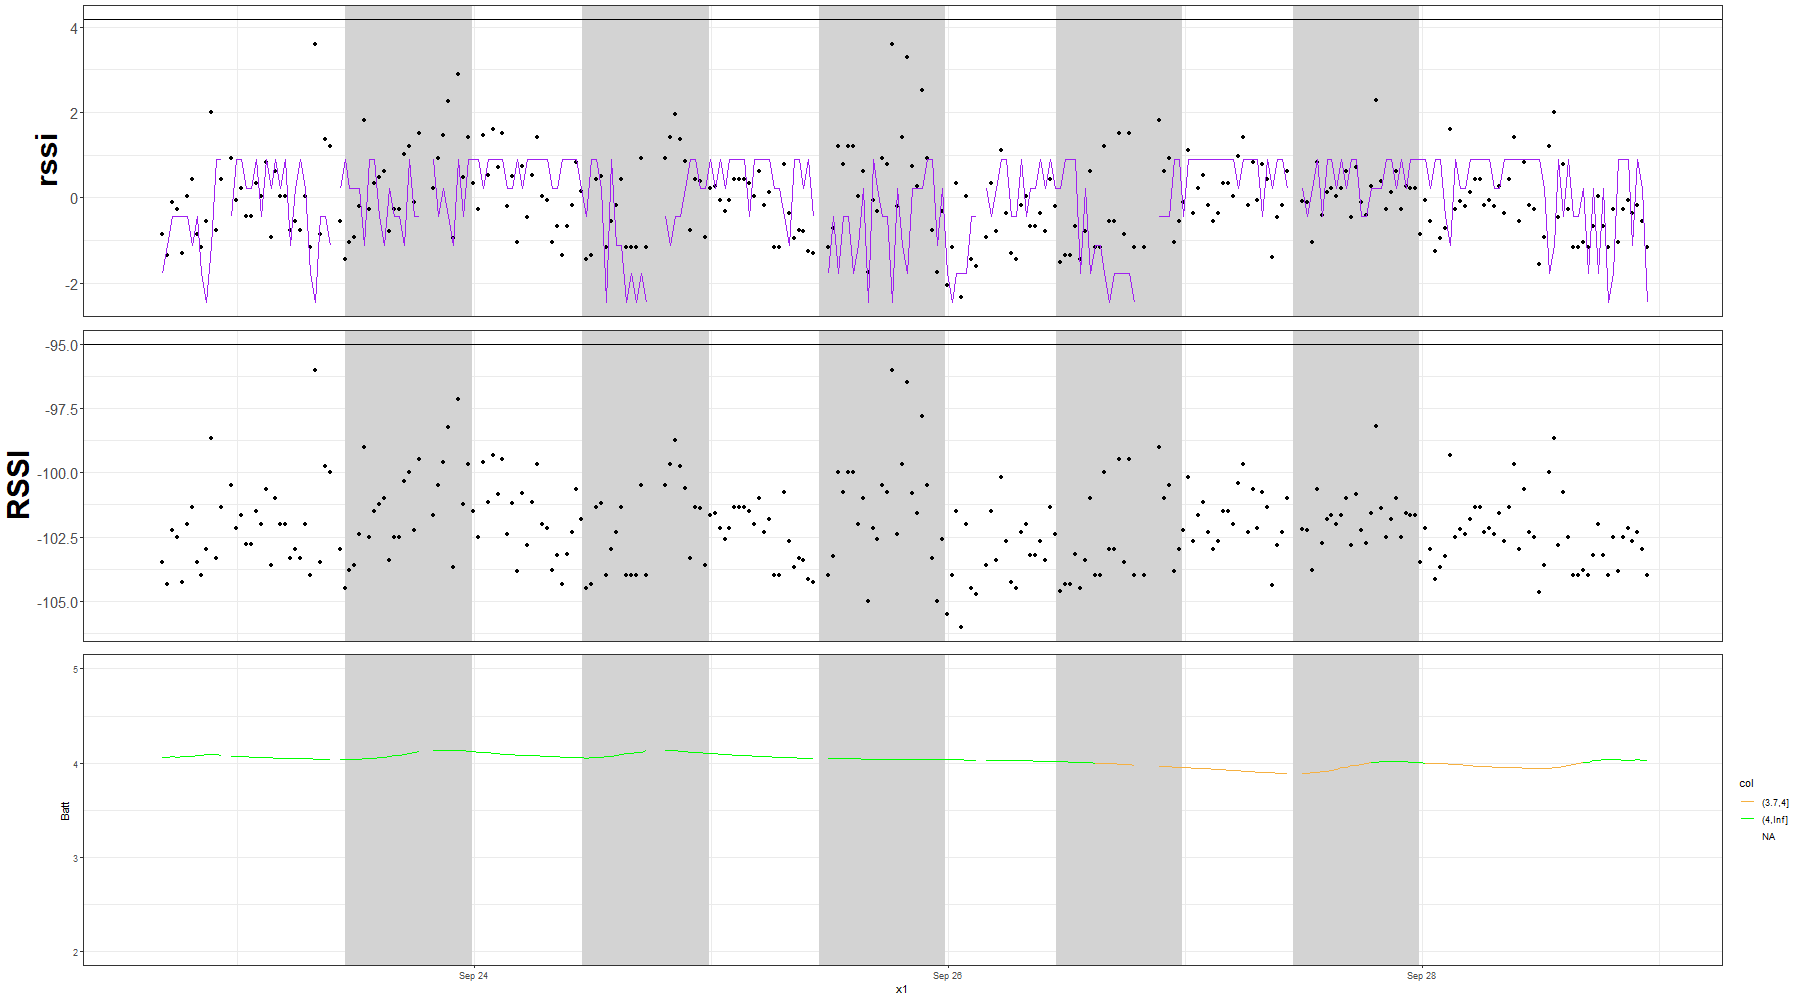 rssi
4
2
0
-2
RSSI
-95.0
-97.5
-100.0
-102.5
-105.0
Batt
5
4
3
2
Sep 24
Sep 26
Sep 28
x1
col
(3.7,4]
(4,Inf]
NA